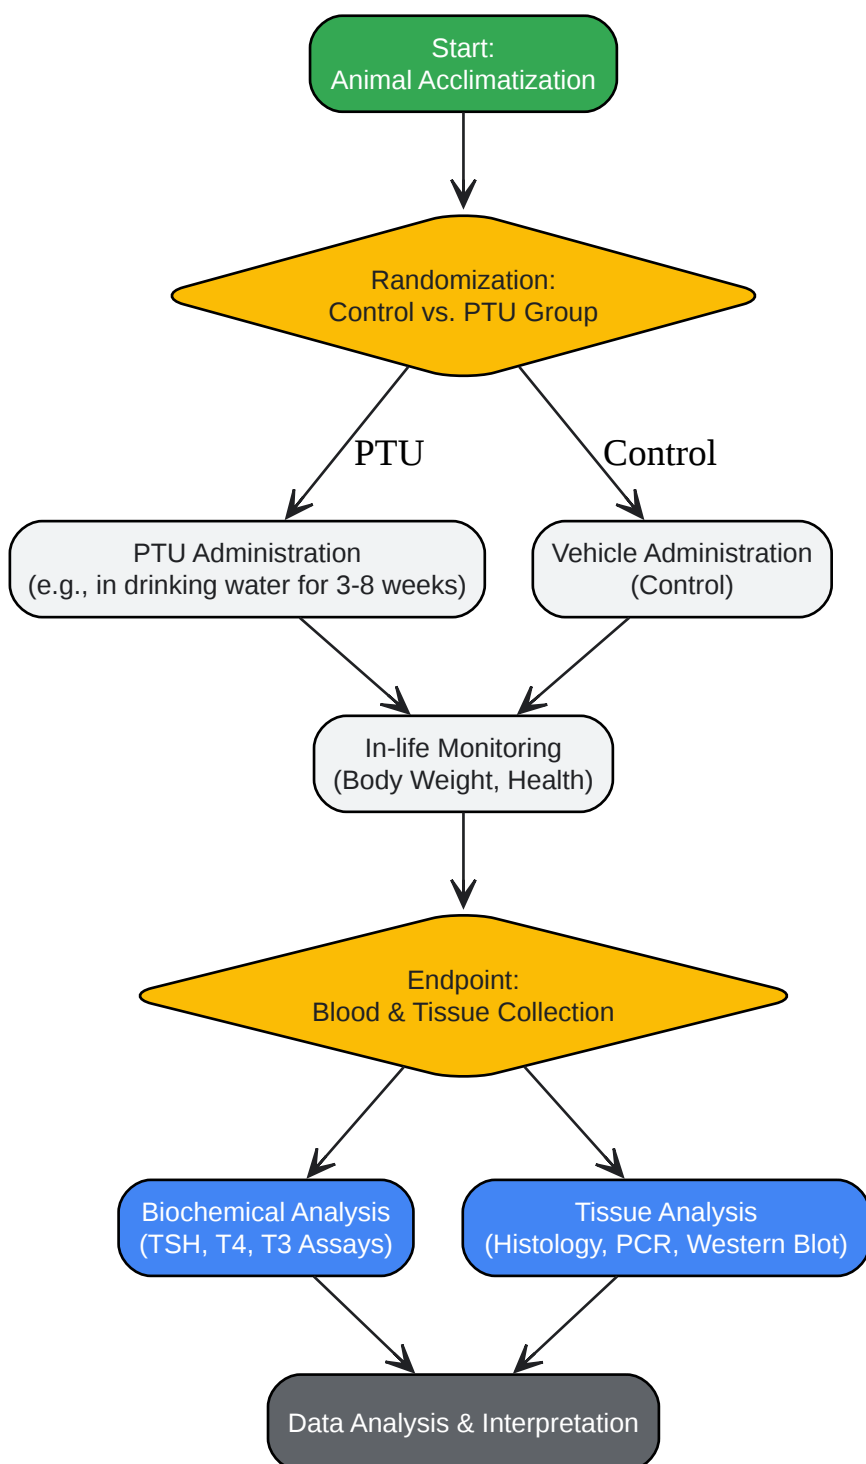 Start:
Animal Acclimatization
Randomization:
Control vs. PTU Group
PTU
Control
PTU Administration
(e.g., in drinking water for 3-8 weeks)
Vehicle Administration
(Control)
In-life Monitoring
(Body Weight, Health)
Endpoint:
Blood & Tissue Collection
Biochemical Analysis
(TSH, T4, T3 Assays)
Tissue Analysis
(Histology, PCR, Western Blot)
Data Analysis & Interpretation